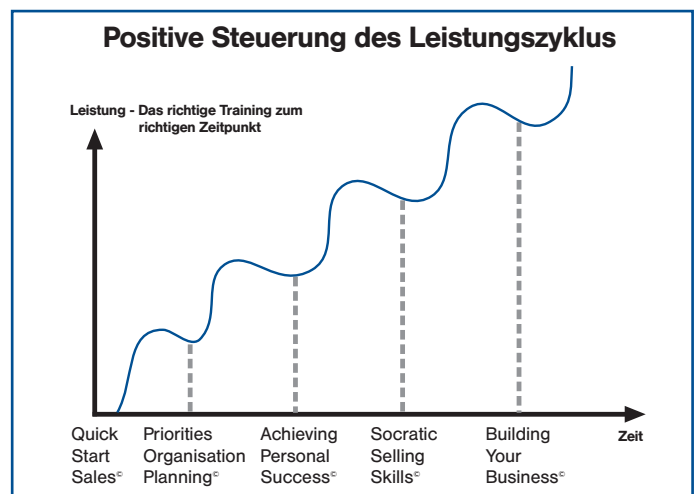 Positive Steuerung des Leistungszyklus
Leistung - Das richtige Training zum
richtigen Zeitpunkt
Quick
Start
Sales©
Priorities
Organisation
Planning©
Achieving
Personal
Success©
Socratic
Selling
Skills©
Building
Your
Business©
Zeit